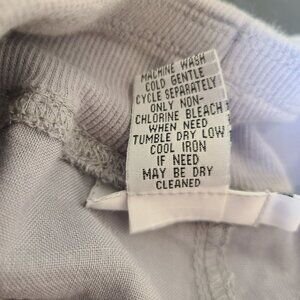 MACHINE WASH
COLD GENTLE
CYCLE SEPARATELY
ONLY NON-
CHLORINE BLEACH
WHEN NEED
TUMBLE DRY LOW
COOL IRON
IF NEED
MAY BE DRY
CLEANED